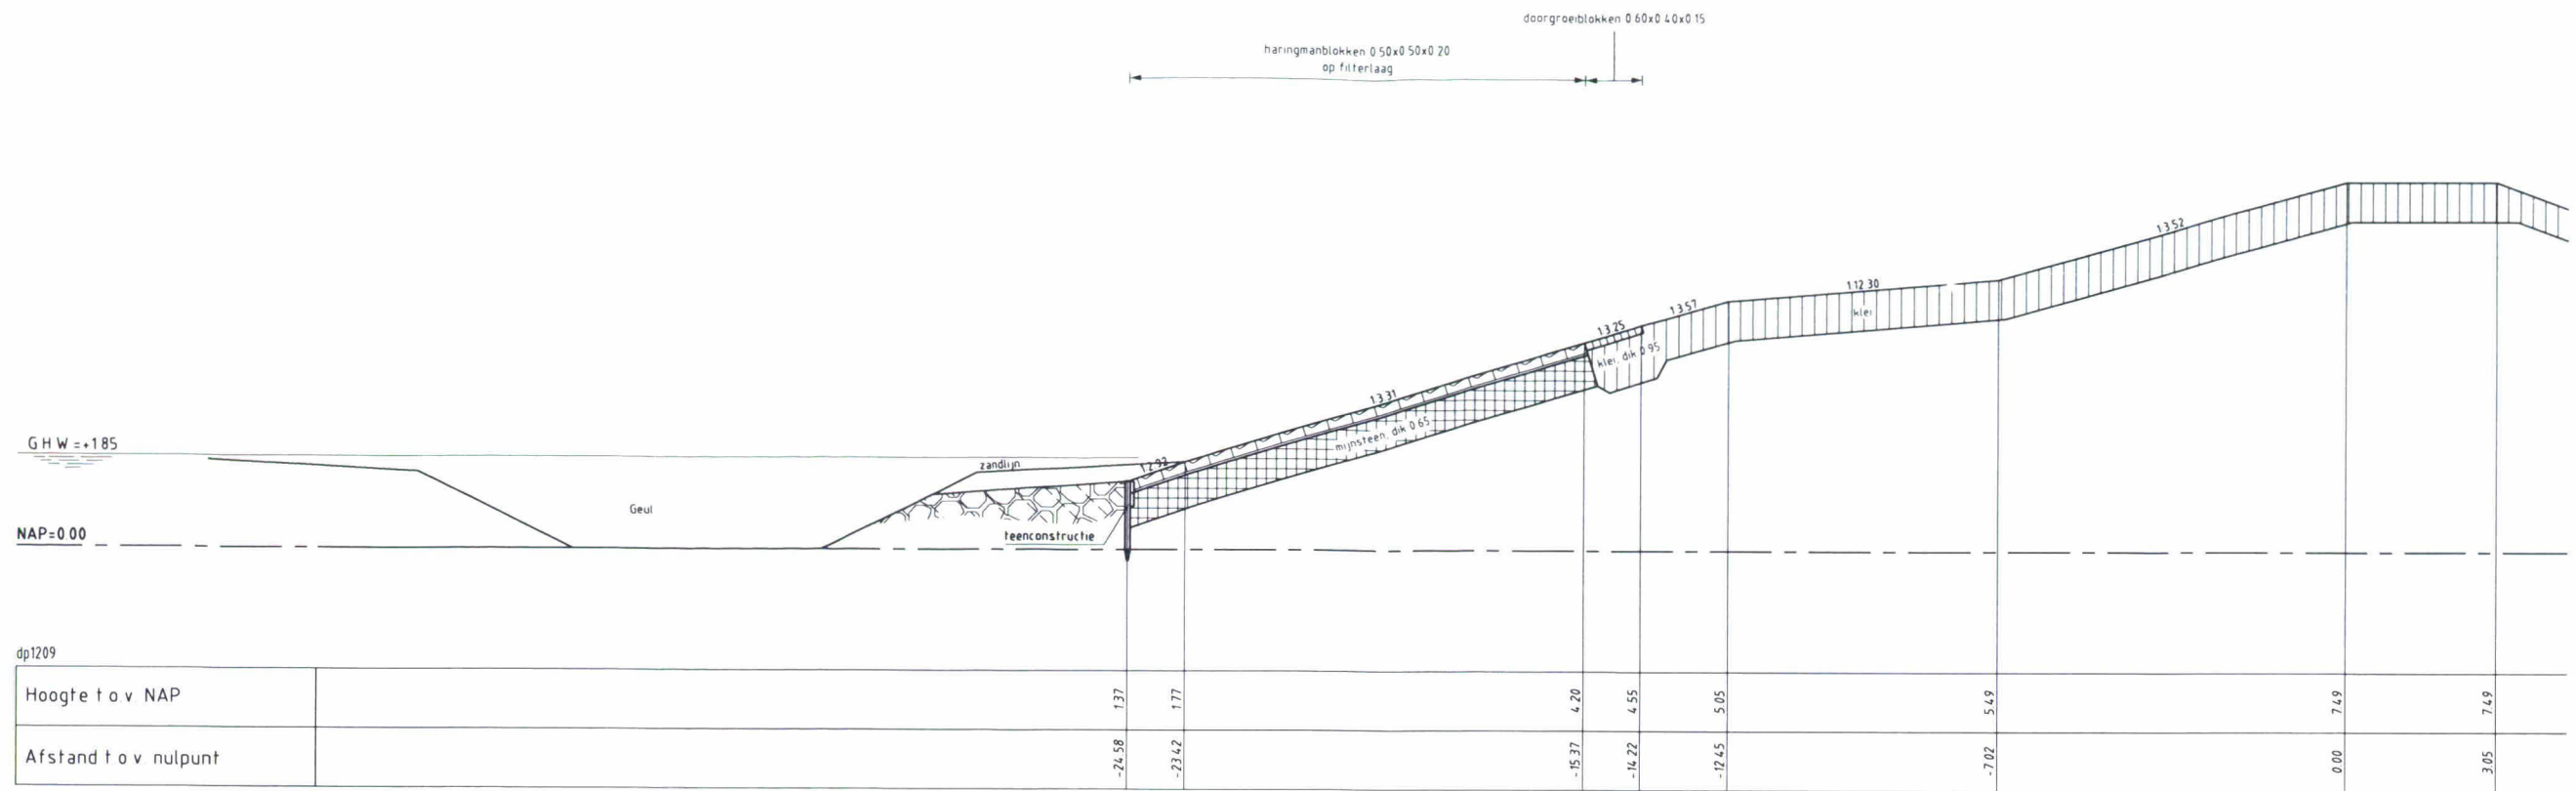 doorgroeiblokken 0.60x0.40x0.15
haringmanblokken 0.50x0.50x0.20
op filterlaag
1:3.52
1:12.30
klei
1:3.57
1:3.25
klei, dik 0.95
1:3.31
mijnsteen, dik 0.65
G H W =+1.85
zandlijn
1:2.92
Geul
NAP=0.00
teenconstructie
dp1209
Hoogte t.o.v. NAP 1.37 1.77 4.20 4.55 5.05 5.49 7.49 7.49
Afstand t.o.v. nulpunt -24.58 -23.42 -15.37 -14.22 -12.45 -7.02 0.00 3.05